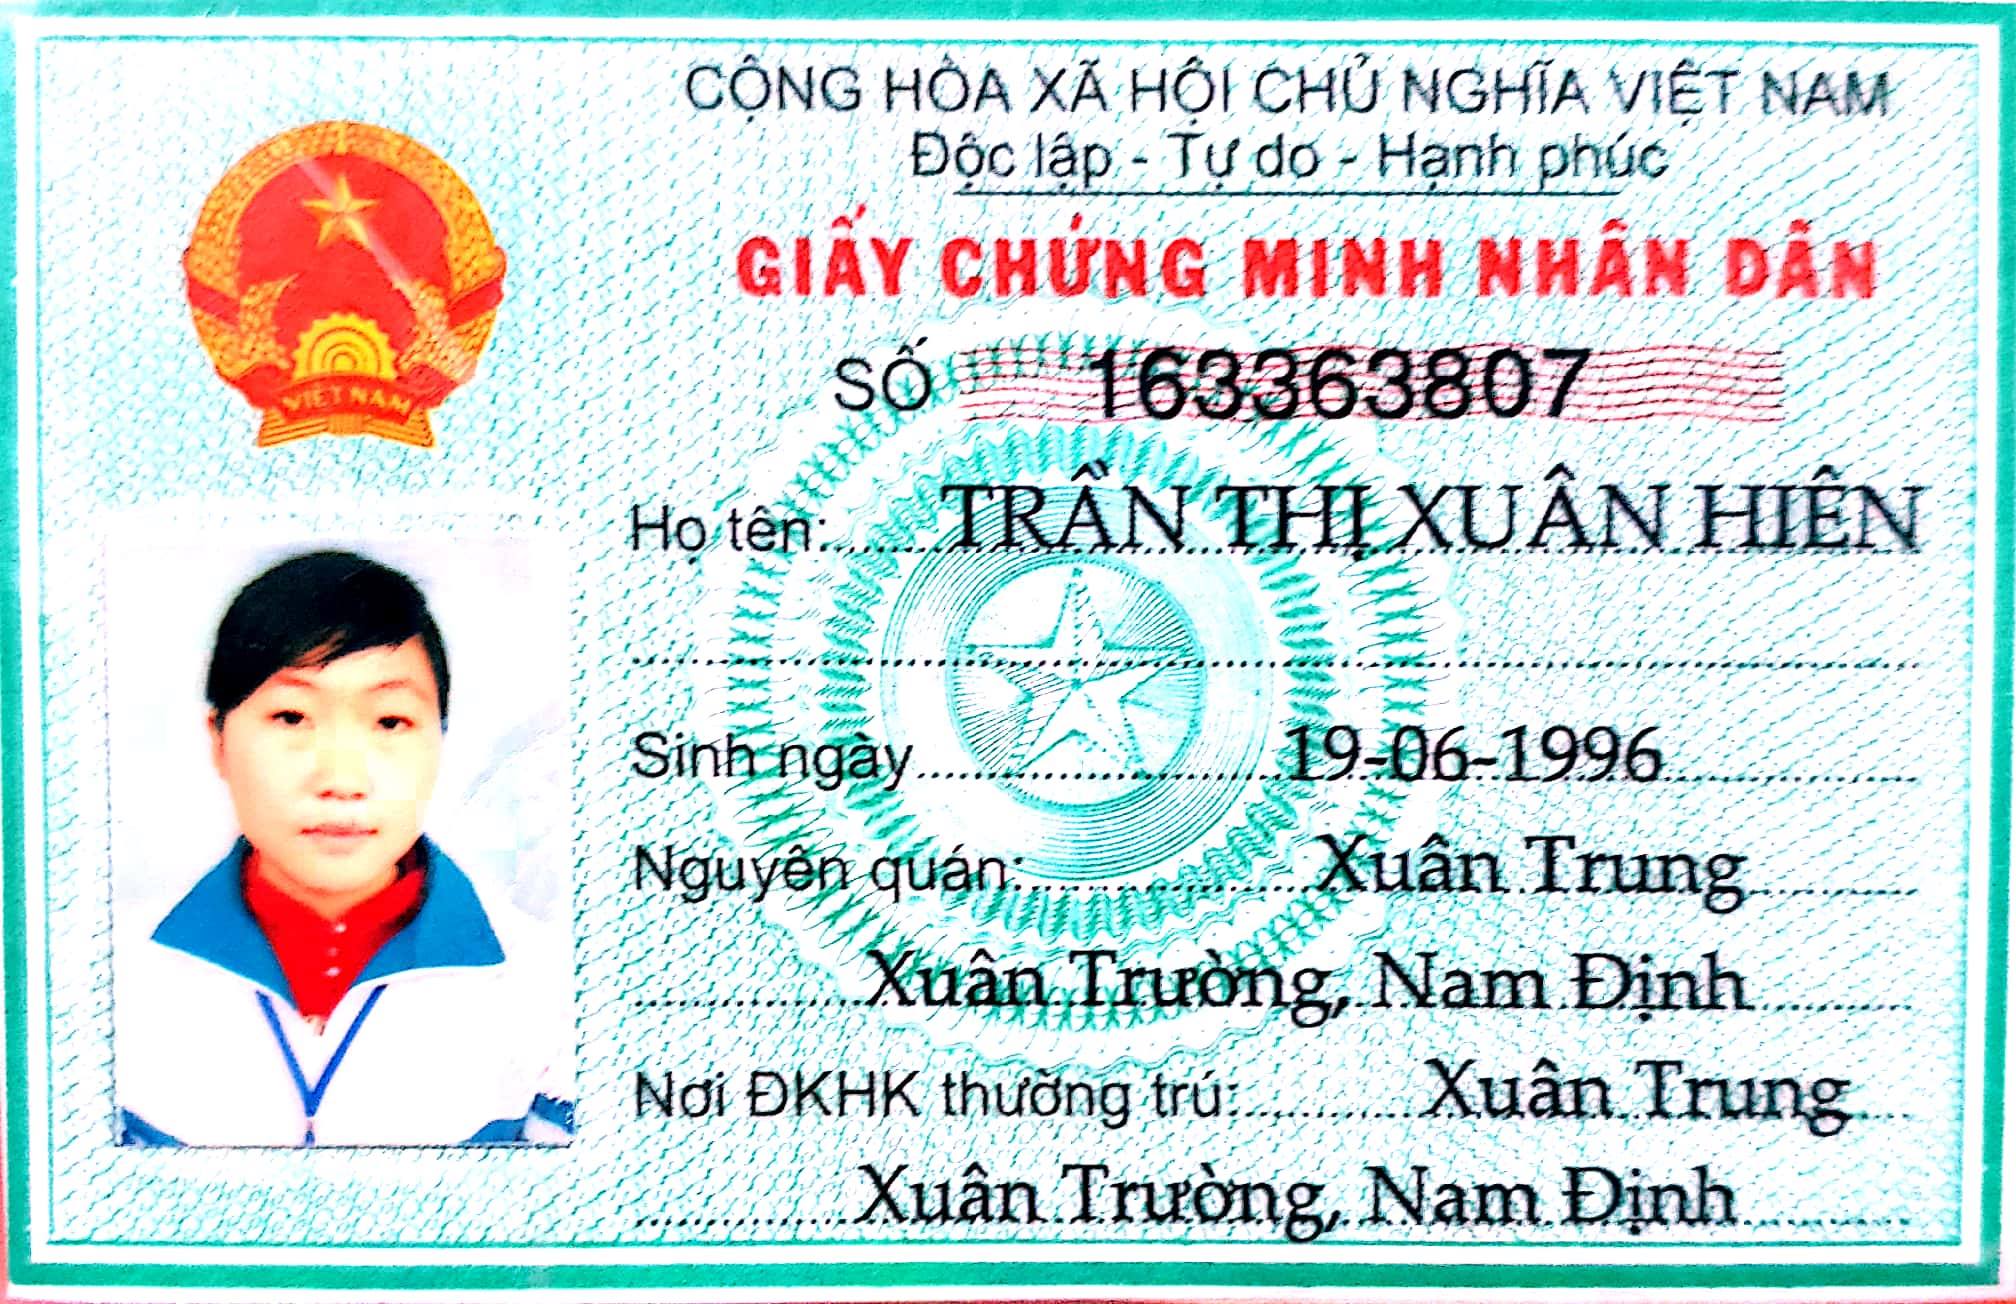 CỘNG HÒA XÃ HỘI CHỦ NGHĨA VIỆT NAM
Độc lập - Tự do - Hạnh phúc
GIẤY CHỨNG MINH NHÂN DÂN
SỐ 163363807
VIỆT NAM
Họ tên: TRẦN THỊ XUÂN HIÊN
Sinh ngày 19-06-1996
Nguyên quán: Xuân Trung
Xuân Trường, Nam Định
Nơi ĐKHK thường trú: Xuân Trung
Xuân Trường, Nam Định